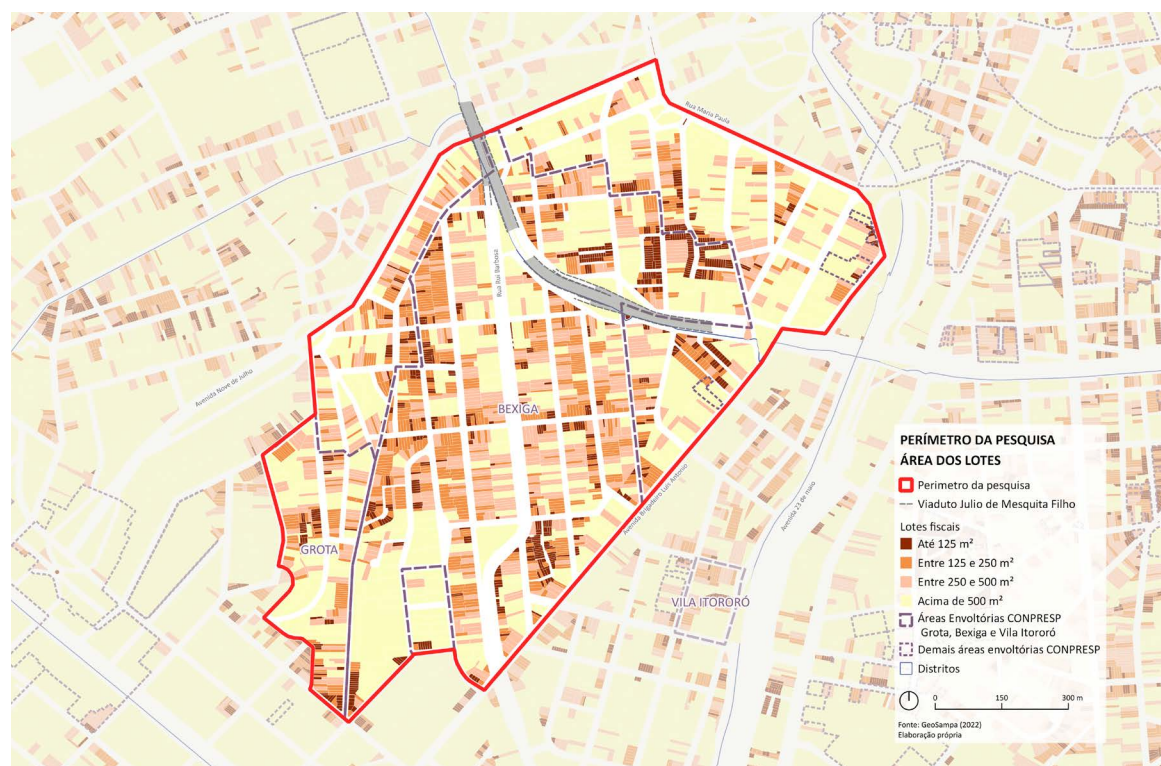 Rua Maria Paula
Rua Rui Barbosa
Avenida Nove de Julho
BEXIGA
Avenida Brigadeiro Luis Antonio
Avenida 23 de maio
GROTA
VILA ITORORÓ
PERÍMETRO DA PESQUISA
ÁREA DOS LOTES
Perimetro da pesquisa
Viaduto Julio de Mesquita Filho
Lotes fiscais
Até 125 m²
Entre 125 e 250 m²
Entre 250 e 500 m²
Acima de 500 m²
Áreas Envoltórias CONPRESP
Grota, Bexiga e Vila Itororó
Demais áreas envoltórias CONPRESP
Distritos
0 150 300 m
Fonte: GeoSampa (2022)
Elaboração própria